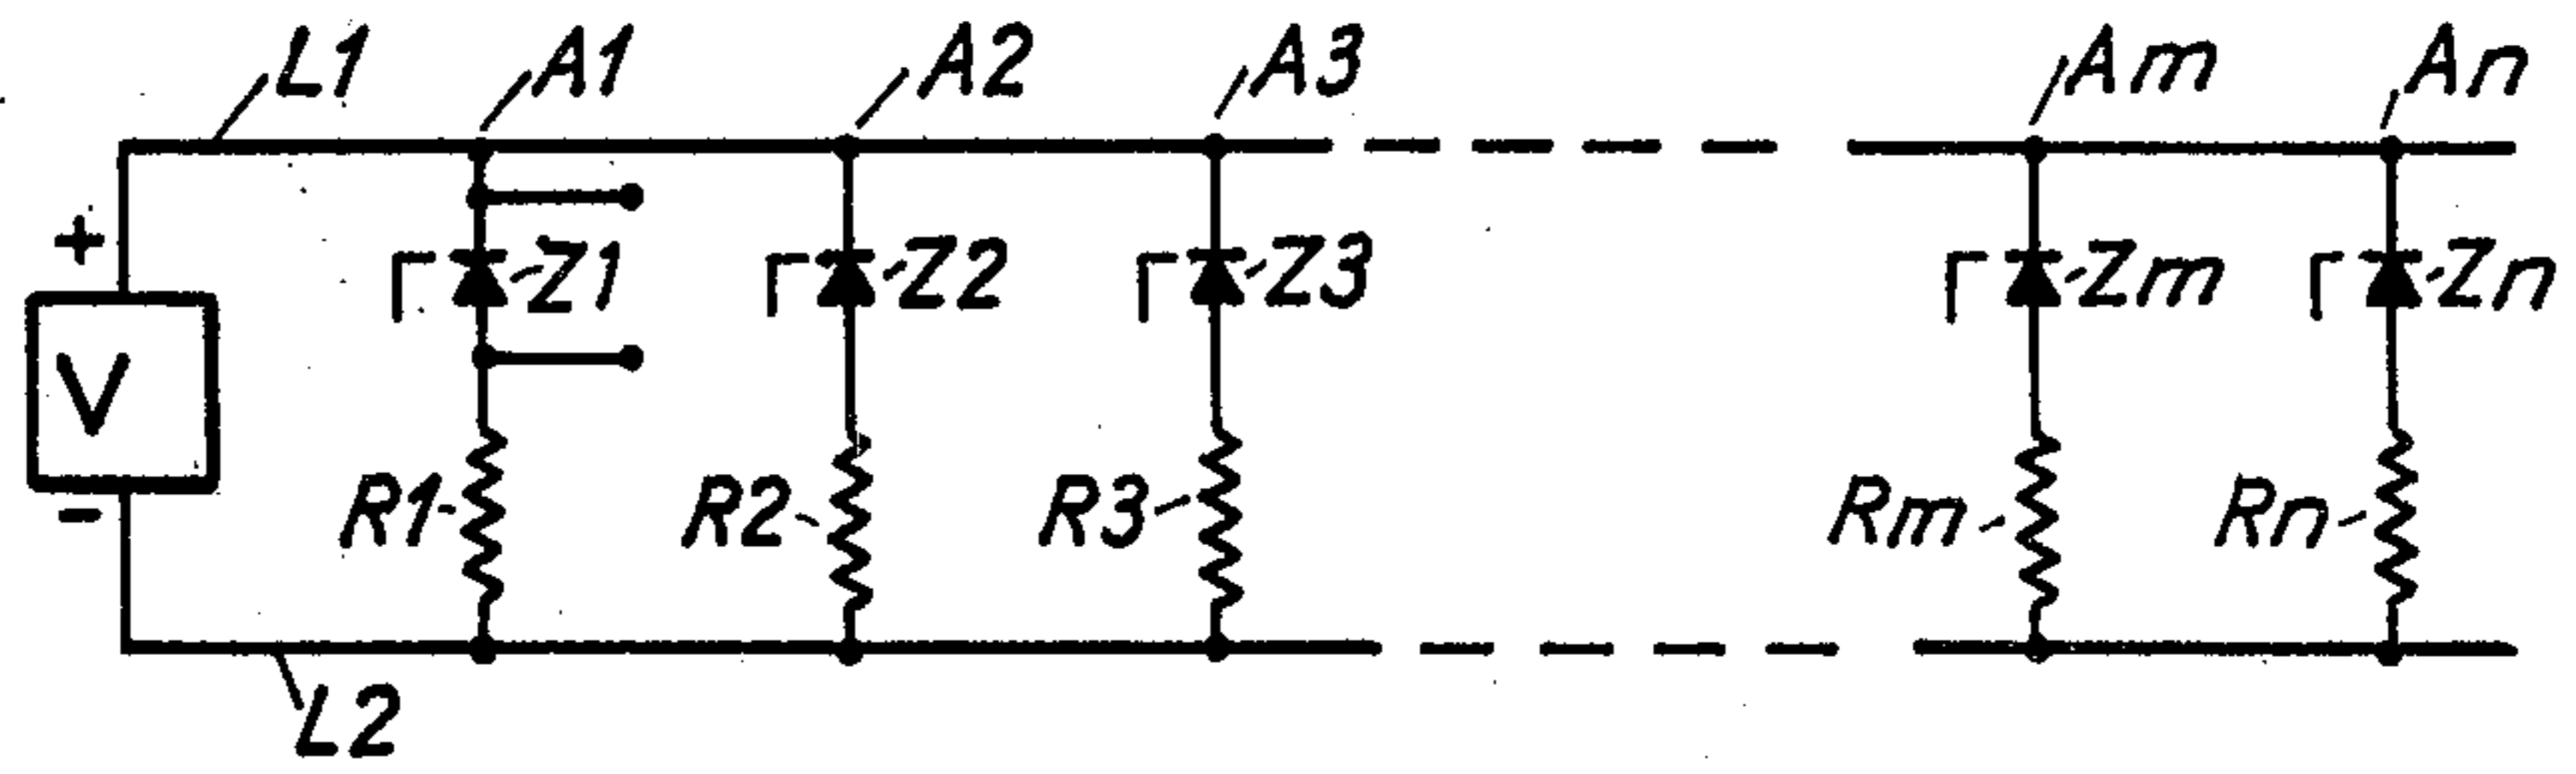 L1 A1 A2 A3 Am An
+ Z1 Z2 Z3 Zm Zn
V
- R1 R2 R3 Rm Rn
L2